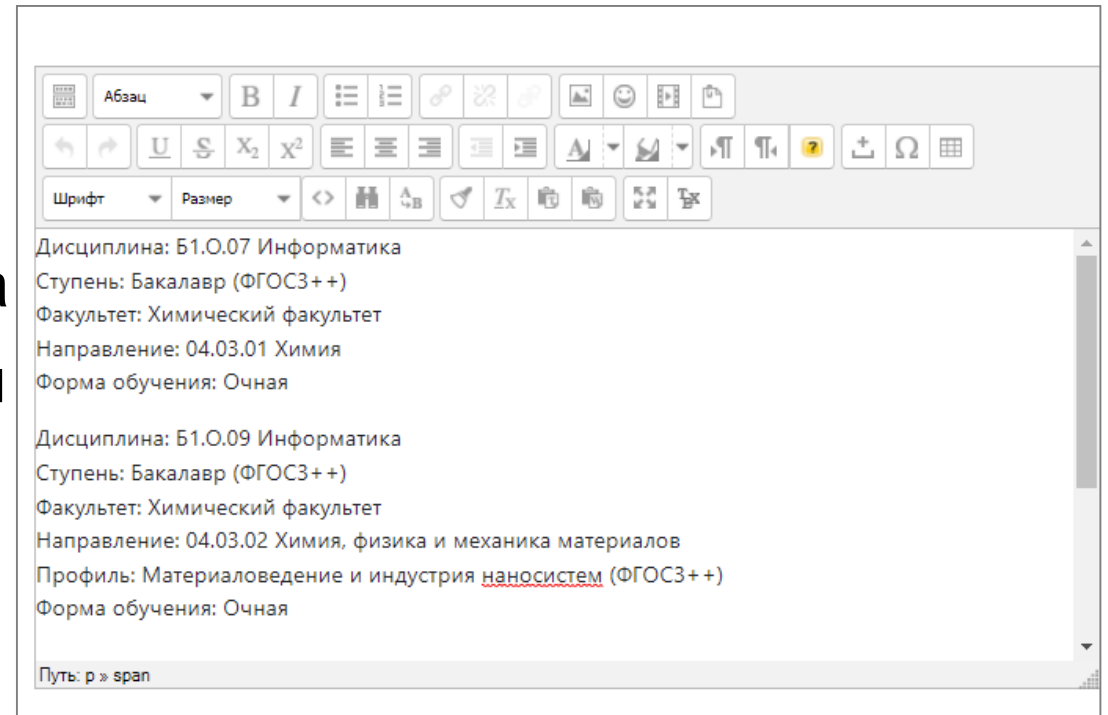 Абзац
B I
U S X₂ X²
Шрифт Размер
Дисциплина: Б1.О.07 Информатика
Ступень: Бакалавр (ФГОС3++)
а
Факультет: Химический факультет
Направление: 04.03.01 Химия
Форма обучения: Очная
Дисциплина: Б1.О.09 Информатика
Ступень: Бакалавр (ФГОС3++)
Факультет: Химический факультет
Направление: 04.03.02 Химия, физика и механика материалов
Профиль: Материаловедение и индустрия наносистем (ФГОС3++)
Форма обучения: Очная
Путь: p » span